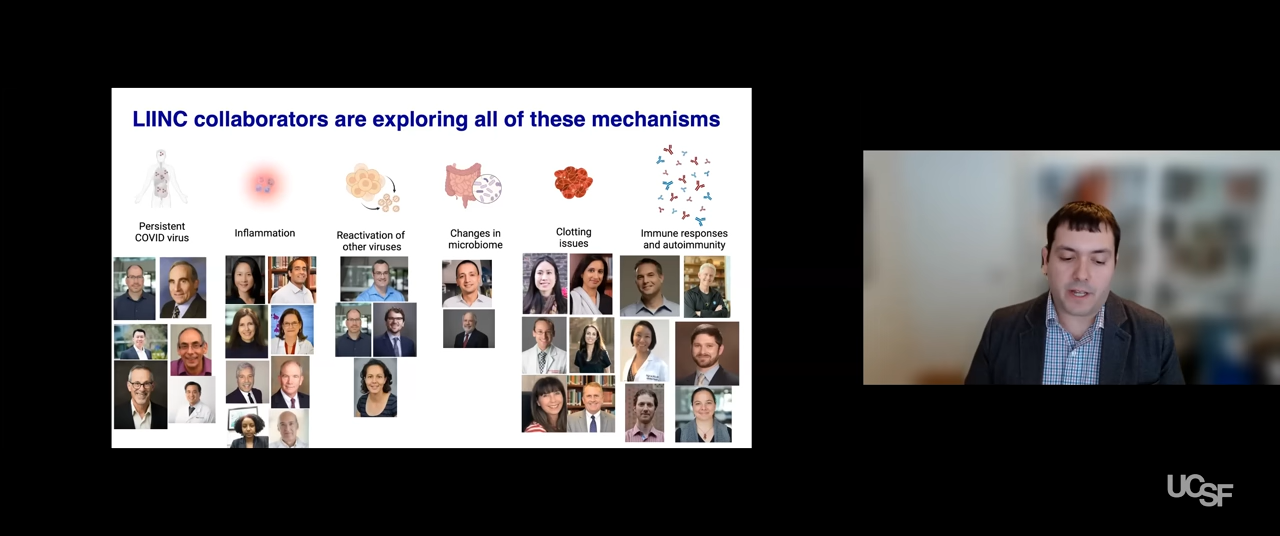 LIINC collaborators are exploring all of these mechanisms
Persistent
COVID virus
Inflammation
Reactivation of
other viruses
Changes in
microbiome
Clotting
issues
Immune responses
and autoimmunity
UCSF